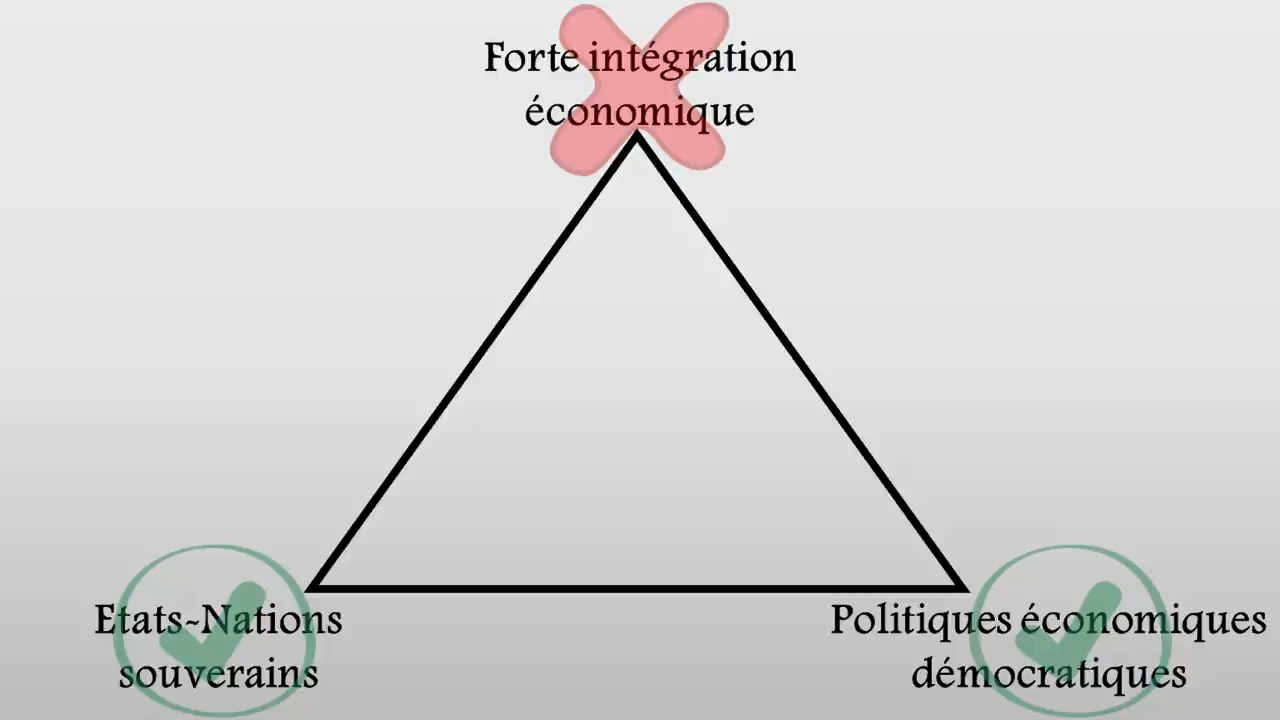 Forte intégration
économique
Etats-Nations
souverains
Politiques économiques
démocratiques